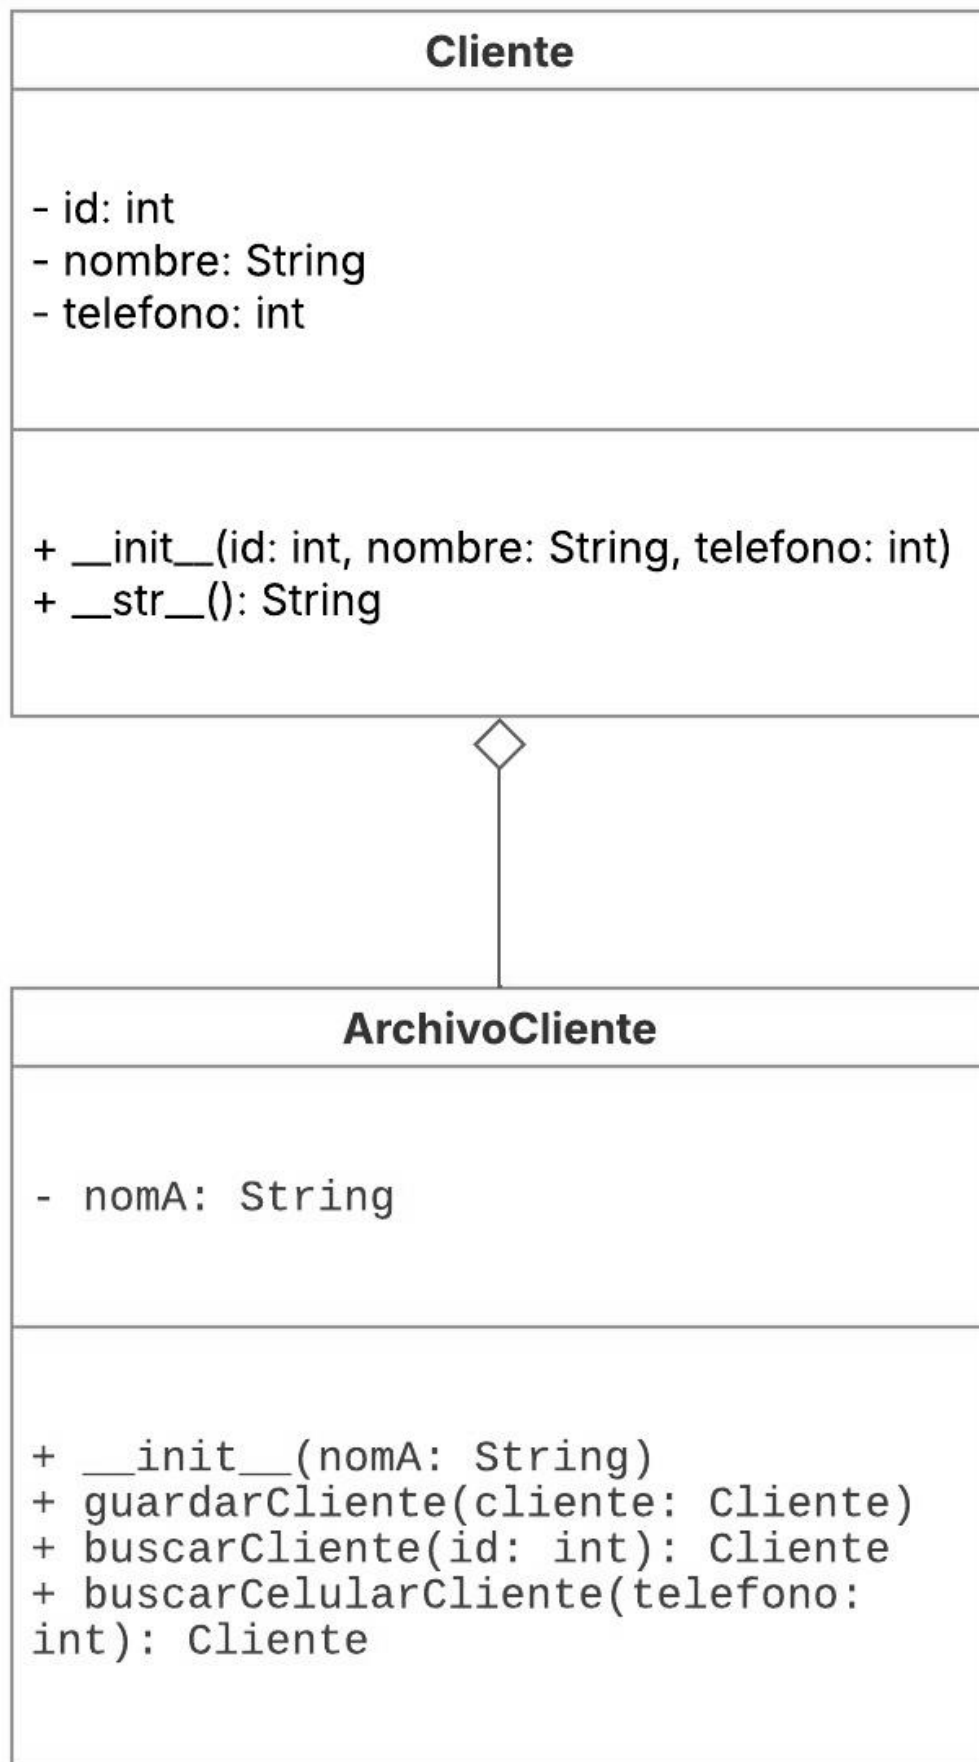 Cliente
- id: int
- nombre: String
- telefono: int
+ __init__(id: int, nombre: String, telefono: int)
+ __str__(): String
ArchivoCliente
- nomA: String
+ __init__(nomA: String)
+ guardarCliente(cliente: Cliente)
+ buscarCliente(id: int): Cliente
+ buscarCelularCliente(telefono:
int): Cliente